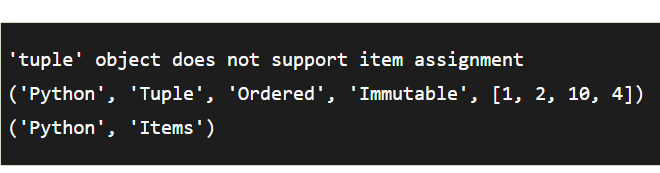 'tuple' object does not support item assignment
('Python', 'Tuple', 'Ordered', 'Immutable', [1, 2, 10, 4])
('Python', 'Items')